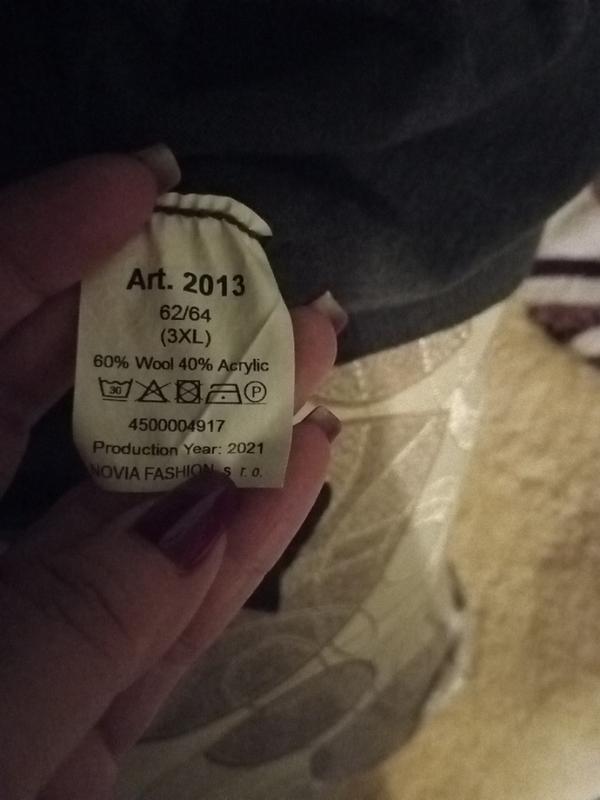 Art. 2013
62/64
(3XL)
60% Wool 40% Acrylic
30 P
4500004917
Production Year: 2021
NOVIA FASHION s r. o.